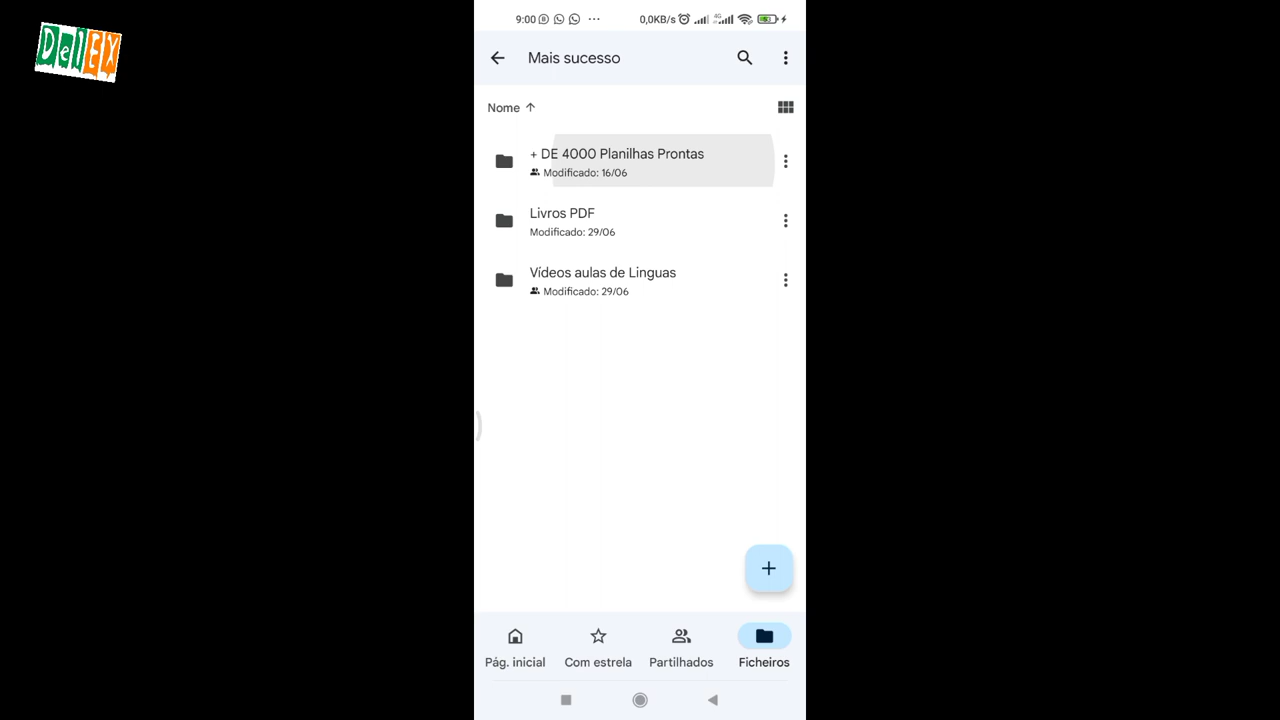 DelEX
9:00
0,0KB/s
4G
Mais sucesso
Nome
+ DE 4000 Planilhas Prontas
Modificado: 16/06
Livros PDF
Modificado: 29/06
Vídeos aulas de Linguas
Modificado: 29/06
Pág. inicial
Com estrela
Partilhados
Ficheiros